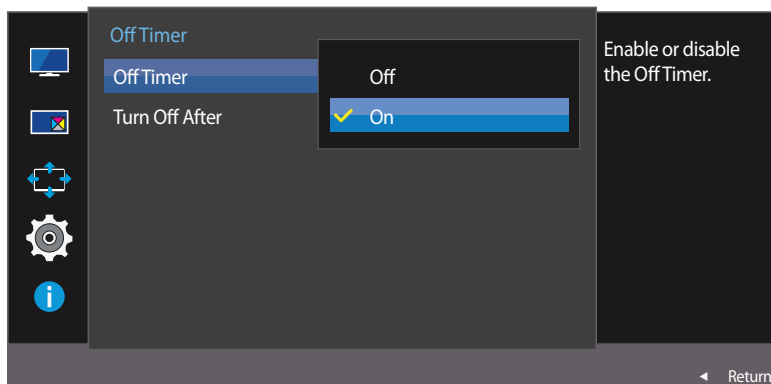 Off Timer
Off Timer
Off
Enable or disable
the Off Timer.
Turn Off After
On
i
Return